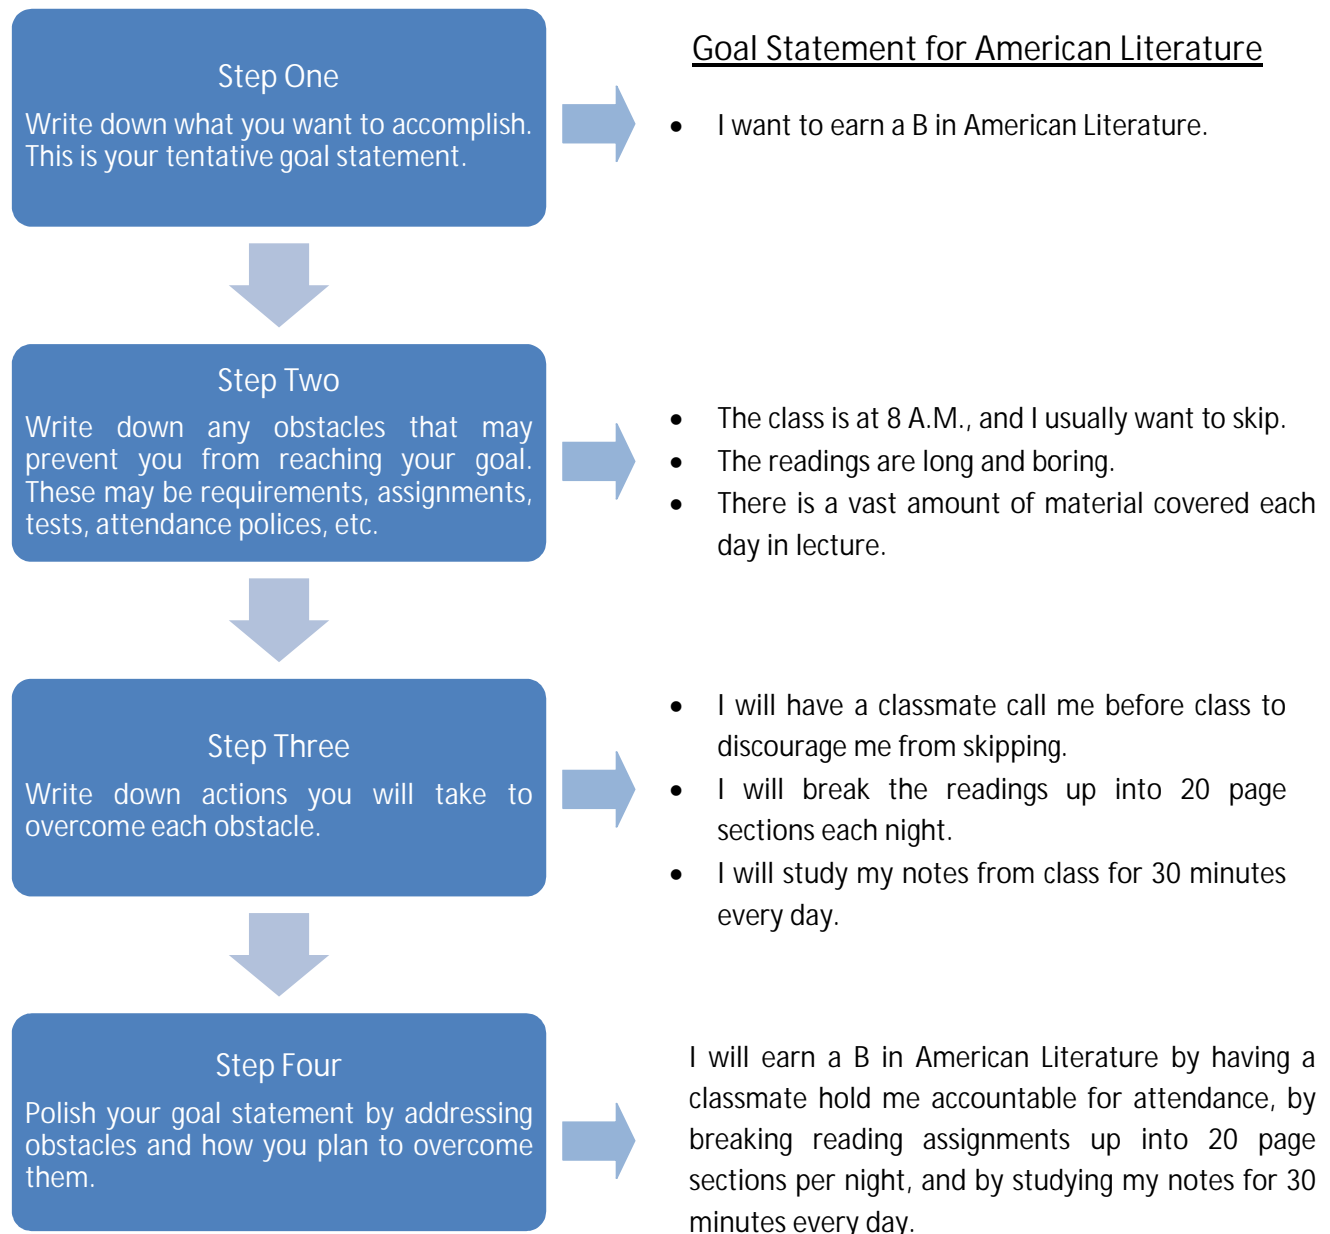 Goal Statement for American Literature
Step One
Write down what you want to accomplish.
This is your tentative goal statement.
• I want to earn a B in American Literature.
Step Two
Write down any obstacles that may
prevent you from reaching your goal.
These may be requirements, assignments,
tests, attendance polices, etc.
• The class is at 8 A.M., and I usually want to skip.
• The readings are long and boring.
• There is a vast amount of material covered each
day in lecture.
Step Three
Write down actions you will take to
overcome each obstacle.
• I will have a classmate call me before class to
discourage me from skipping.
• I will break the readings up into 20 page
sections each night.
• I will study my notes from class for 30 minutes
every day.
Step Four
Polish your goal statement by addressing
obstacles and how you plan to overcome
them.
I will earn a B in American Literature by having a
classmate hold me accountable for attendance, by
breaking reading assignments up into 20 page
sections per night, and by studying my notes for 30
minutes every day.